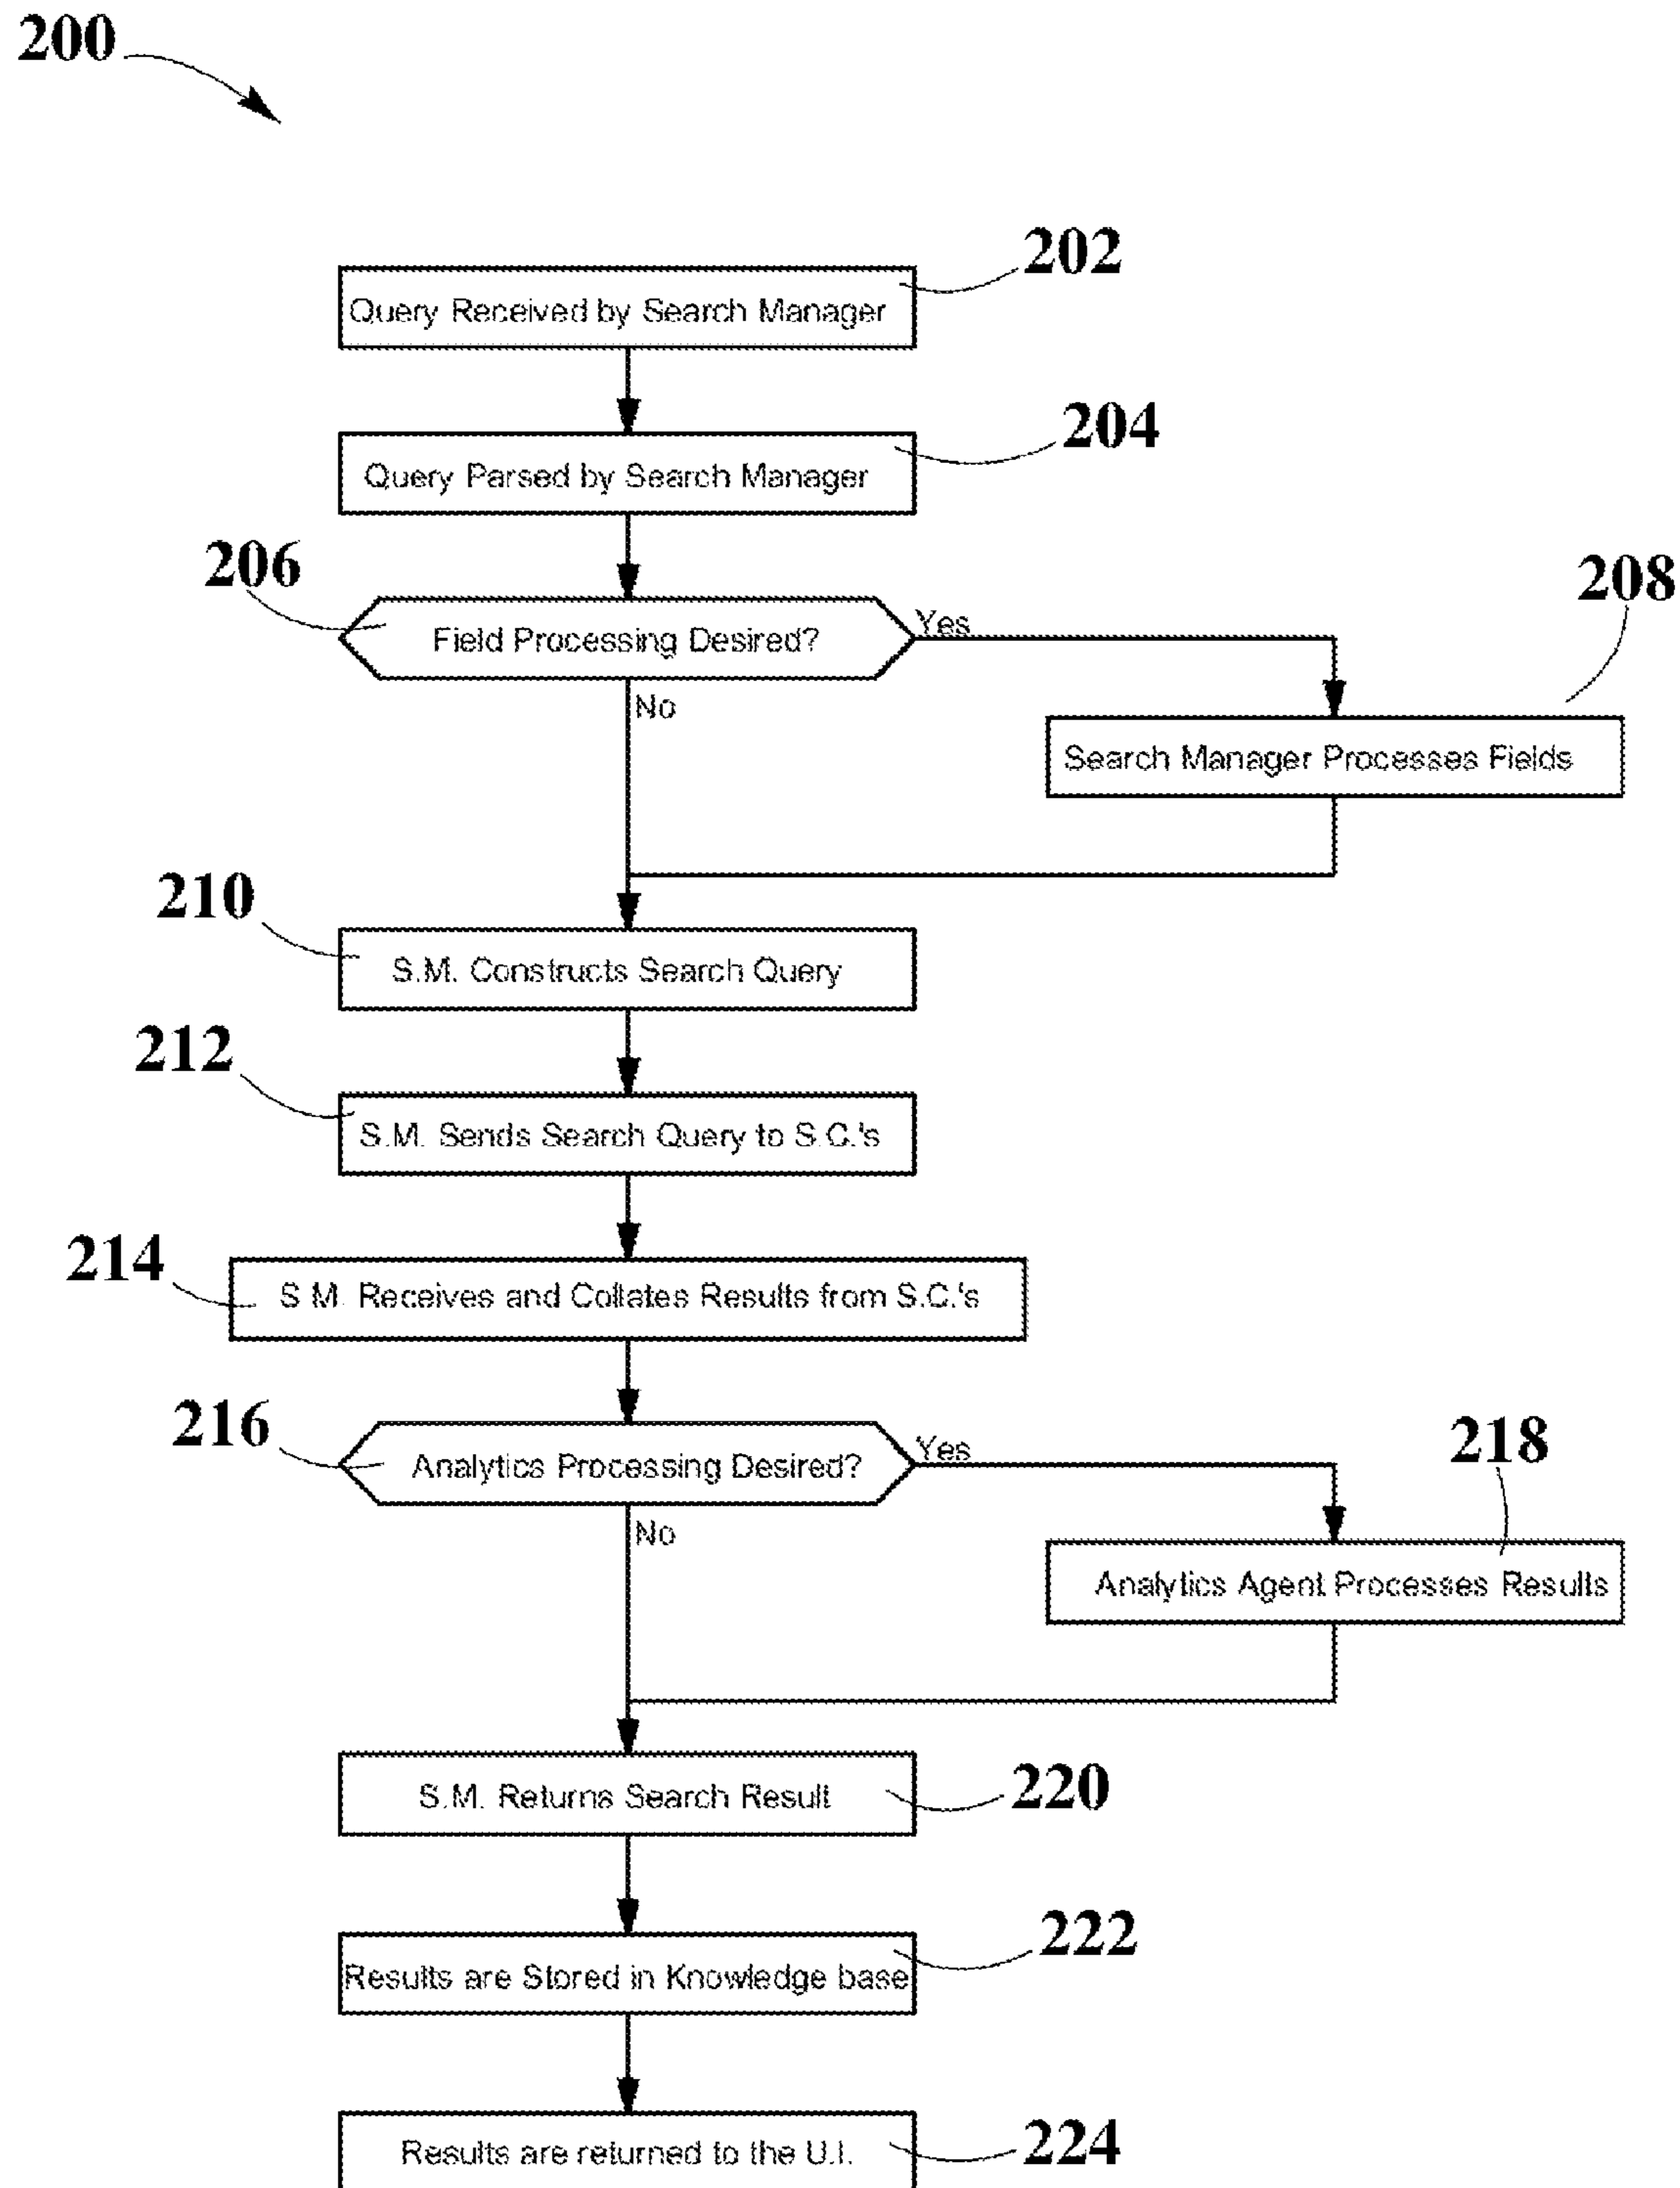 200
202
Query Received by Search Manager
204
Query Parsed by Search Manager
206
208
Field Processing Desired?
Yes
No
Search Manager Processes Fields
210
S.M. Constructs Search Query
212
S.M. Sends Search Query to S.C.'s
214
S.M. Receives and Collates Results from S.C.'s
216
218
Analytics Processing Desired?
Yes
No
Analytics Agent Processes Results
S.M. Returns Search Result
220
222
Results are Stored in Knowledge base
Results are returned to the U.I.
224